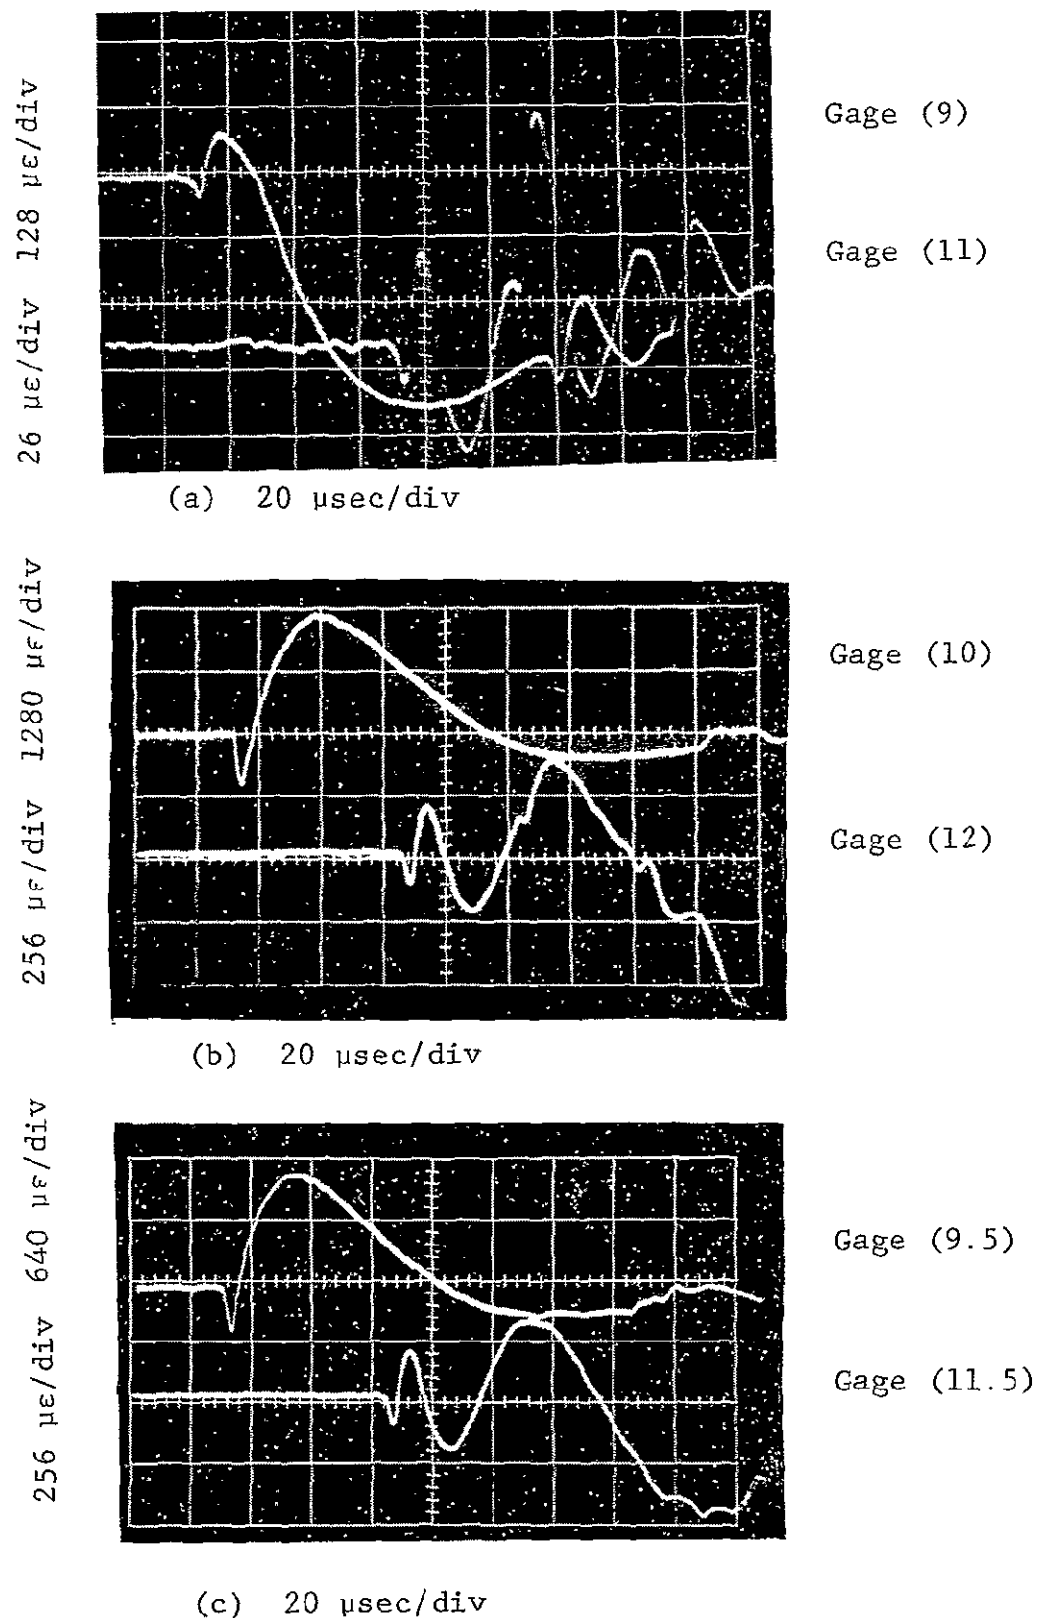 26 µε/div 128 µε/div
Gage (9)
Gage (11)
(a) 20 µsec/div
256 µε/div 1280 µε/div
Gage (10)
Gage (12)
(b) 20 µsec/div
256 µε/div 640 µε/div
Gage (9.5)
Gage (11.5)
(c) 20 µsec/div